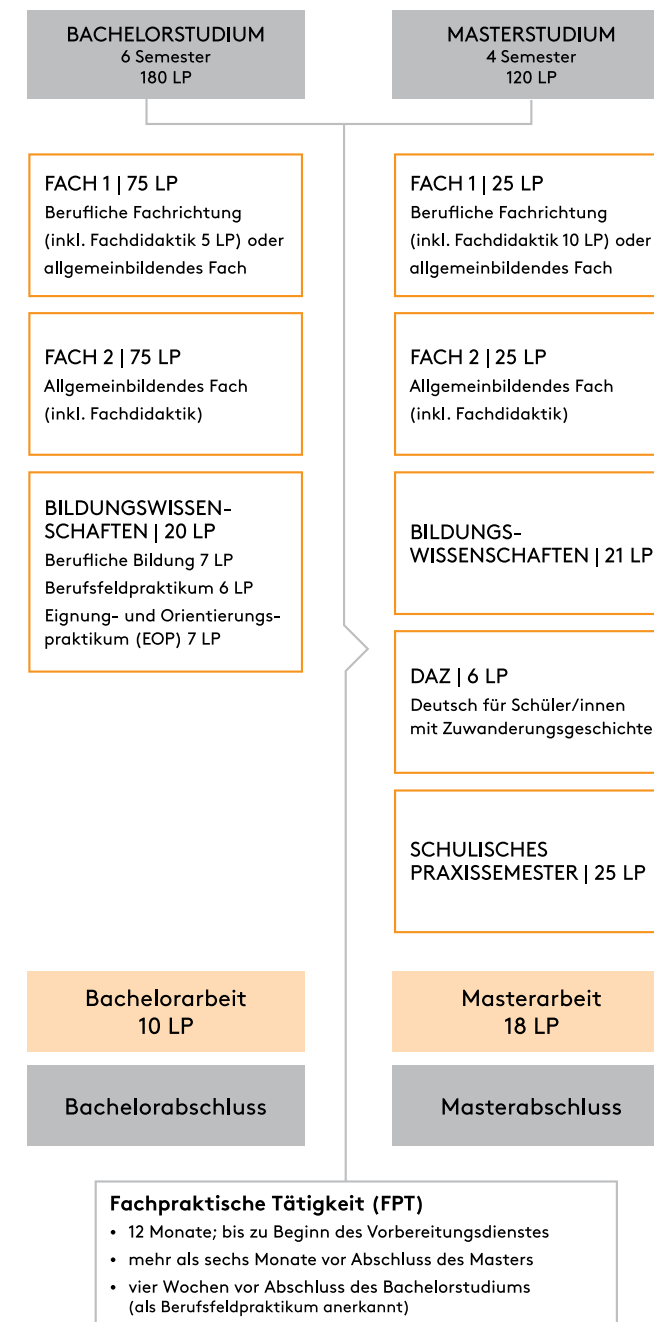 BACHELORSTUDIUM
6 Semester
180 LP
FACH 1 | 75 LP
Berufliche Fachrichtung
(inkl. Fachdidaktik 5 LP) oder
allgemeinbildendes Fach
FACH 2 | 75 LP
Allgemeinbildendes Fach
(inkl. Fachdidaktik)
BILDUNGSWISSEN-
SCHAFTEN | 20 LP
Berufliche Bildung 7 LP
Berufsfeldpraktikum 6 LP
Eignung- und Orientierungs-
praktikum (EOP) 7 LP
Bachelorarbeit
10 LP
Bachelorabschluss
MASTERSTUDIUM
4 Semester
120 LP
FACH 1 | 25 LP
Berufliche Fachrichtung
(inkl. Fachdidaktik 10 LP) oder
allgemeinbildendes Fach
FACH 2 | 25 LP
Allgemeinbildendes Fach
(inkl. Fachdidaktik)
BILDUNGS-
WISSENSCHAFTEN | 21 LP
DAZ | 6 LP
Deutsch für Schüler/innen
mit Zuwanderungsgeschichte
SCHULISCHES
PRAXISSEMESTER | 25 LP
Masterarbeit
18 LP
Masterabschluss
Fachpraktische Tätigkeit (FPT)
• 12 Monate; bis zu Beginn des Vorbereitungsdienstes
• mehr als sechs Monate vor Abschluss des Masters
• vier Wochen vor Abschluss des Bachelorstudiums
(als Berufsfeldpraktikum anerkannt)